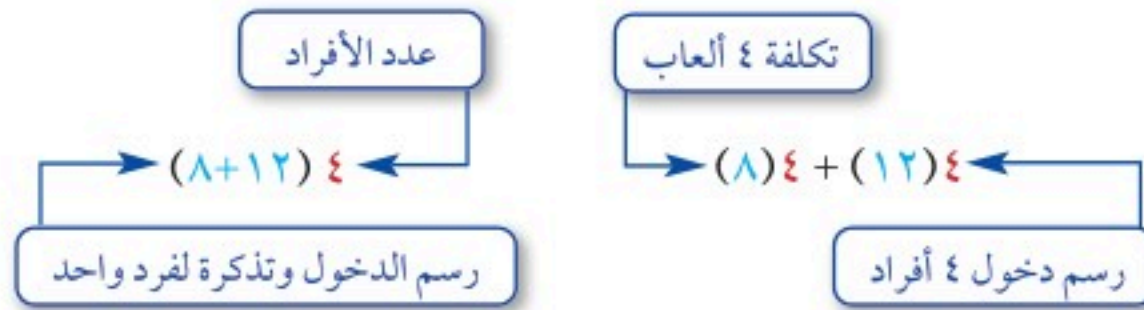 تكلفة ٤ ألعاب
٤(١٢) + ٤(٨)
رسم دخول ٤ أفراد
عدد الأفراد
٤ (١٢+٨)
رسم الدخول وتذكرة لفرد واحد